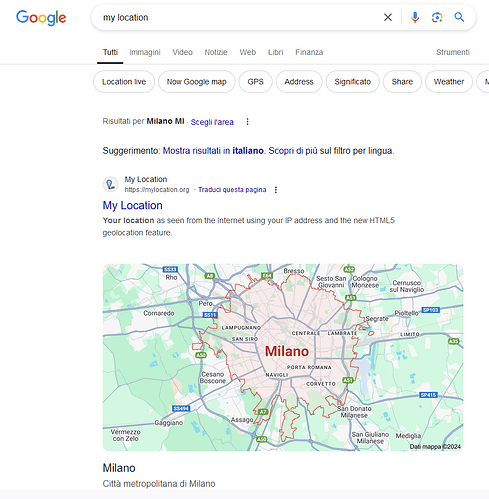 Google
my location
Tutti Immagini Video Notizie Web Libri Finanza Strumenti
Location live Now Google map GPS Address Significato Share Weather
Risultati per Milano MI · Scegli l'area
Suggerimento: Mostra risultati in italiano. Scopri di più sul filtro per lingua.
My Location
https://mylocation.org · Traduci questa pagina
My Location
Your location as seen from the Internet using your IP address and the new HTML5
geolocation feature.
SS33
A8
E64
Bresso
A52
Rho
Sesto San
Giovanni
Cologno
Monzese
Cernusco
sul Naviglio
Pero
A51
SS11
Cornaredo
Segrate
Pioltello
SP103
LAMPUGNANO
CENTRALE
LAMBRATE
LIMITO
SAN SIRO
A35
A50
Milano
Cesano
Boscone
PORTA ROMANA
NAVIGLI
CORVETTO
A51
SP415
SS494
A7
Assago
San Donato
Milanese
Gaggiano
Vermezzo
con Zelo
A50
San Giuliano
Milanese
Mediglia
Dati mappa ©2024
Milano
Città metropolitana di Milano